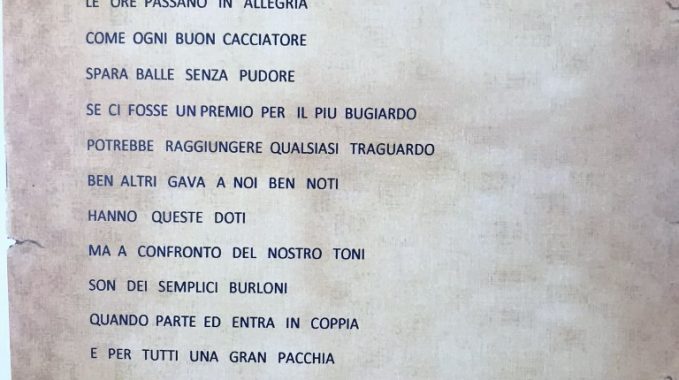 LE ORE PASSANO IN ALLEGRIA
COME OGNI BUON CACCIATORE
SPARA BALLE SENZA PUDORE
SE CI FOSSE UN PREMIO PER IL PIU BUGIARDO
POTREBBE RAGGIUNGERE QUALSIASI TRAGUARDO
BEN ALTRI GAVA A NOI BEN NOTI
HANNO QUESTE DOTI
MA A CONFRONTO DEL NOSTRO TONI
SON DEI SEMPLICI BURLONI
QUANDO PARTE ED ENTRA IN COPPIA
E PER TUTTI UNA GRAN PACCHIA